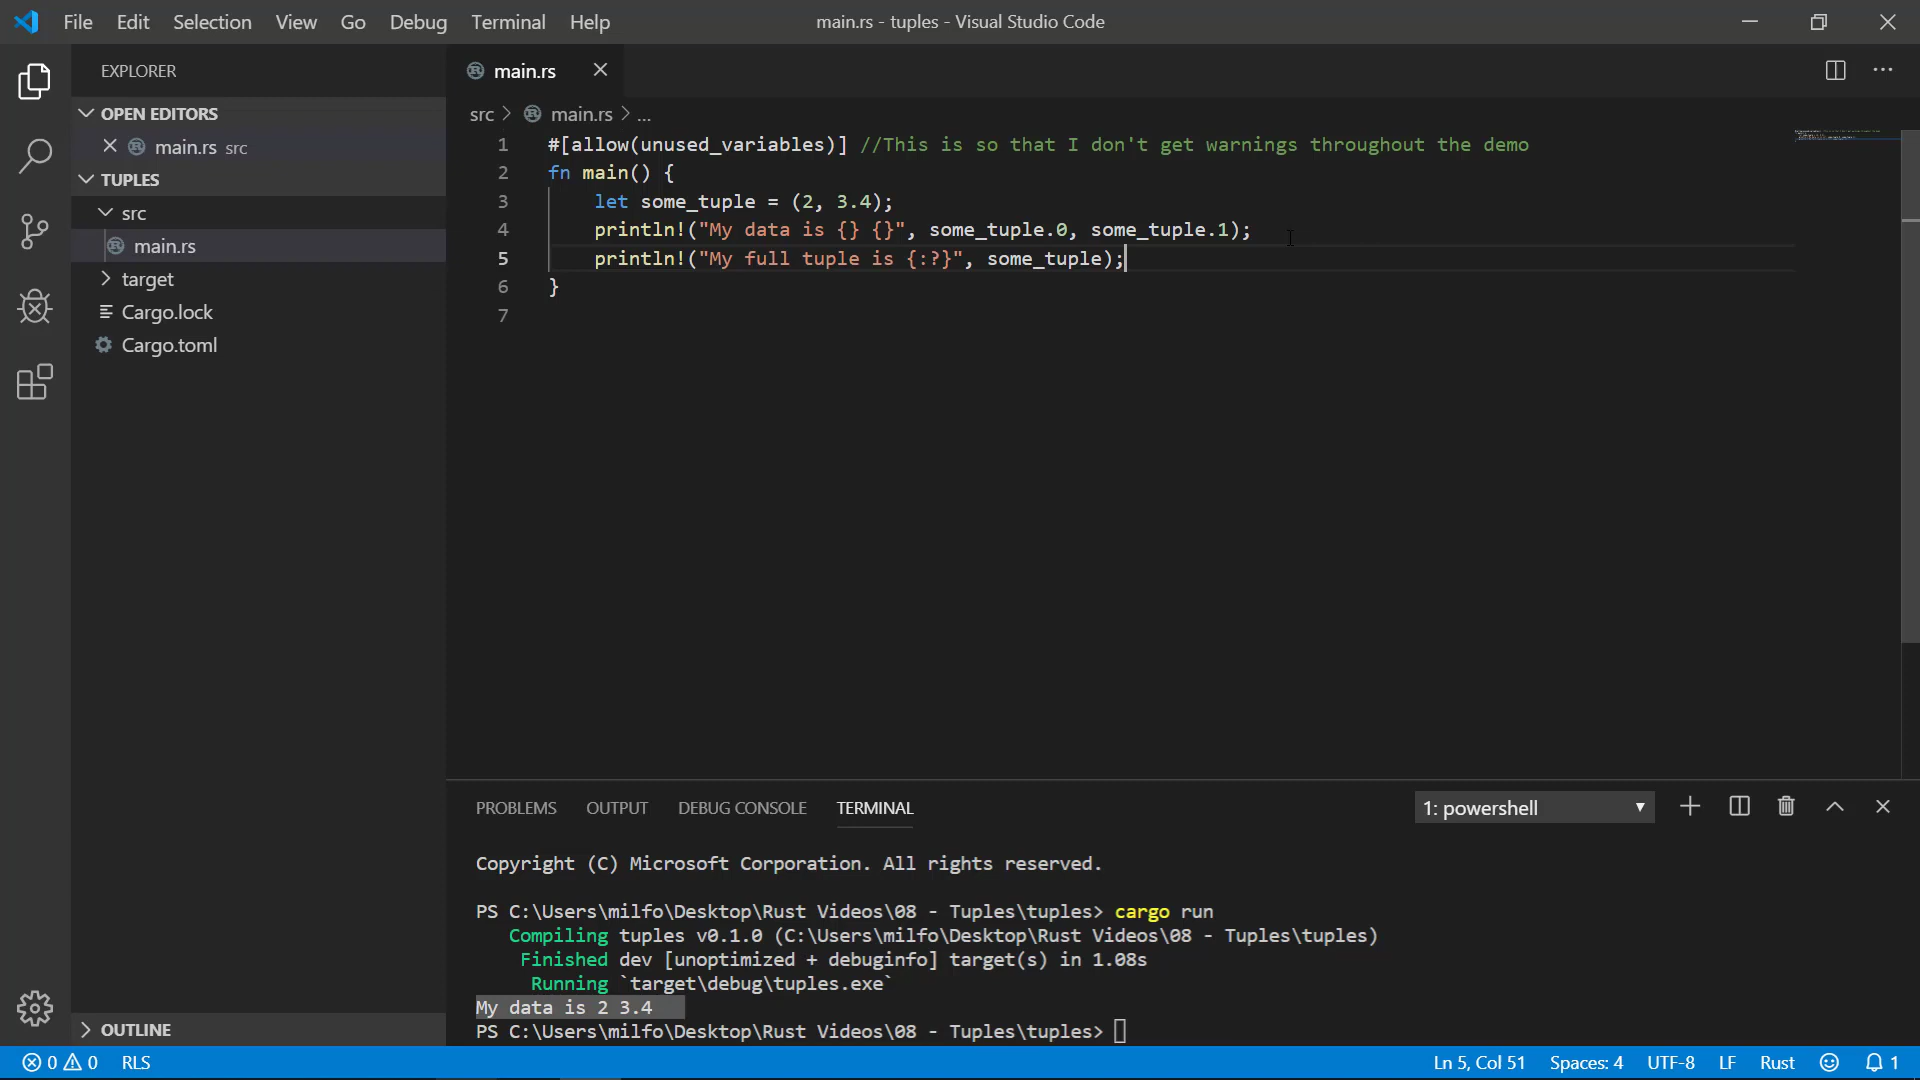 File Edit Selection View Go Debug Terminal Help
main.rs - tuples - Visual Studio Code
EXPLORER
OPEN EDITORS
main.rs src
TUPLES
src
main.rs
target
Cargo.lock
Cargo.toml
OUTLINE
main.rs
src > main.rs > ...
1 #[allow(unused_variables)] //This is so that I don't get warnings throughout the demo
2 fn main() {
3     let some_tuple = (2, 3.4);
4     println!("My data is {} {}", some_tuple.0, some_tuple.1);
5     println!("My full tuple is {:?}", some_tuple);
6 }
7
PROBLEMS OUTPUT DEBUG CONSOLE TERMINAL
1: powershell
Copyright (C) Microsoft Corporation. All rights reserved.
PS C:\Users\milfo\Desktop\Rust Videos\08 - Tuples\tuples> cargo run
Compiling tuples v0.1.0 (C:\Users\milfo\Desktop\Rust Videos\08 - Tuples\tuples)
Finished dev [unoptimized + debuginfo] target(s) in 1.08s
Running `target\debug\tuples.exe`
My data is 2 3.4
PS C:\Users\milfo\Desktop\Rust Videos\08 - Tuples\tuples>
0 0 RLS
Ln 5, Col 51 Spaces: 4 UTF-8 LF Rust 1